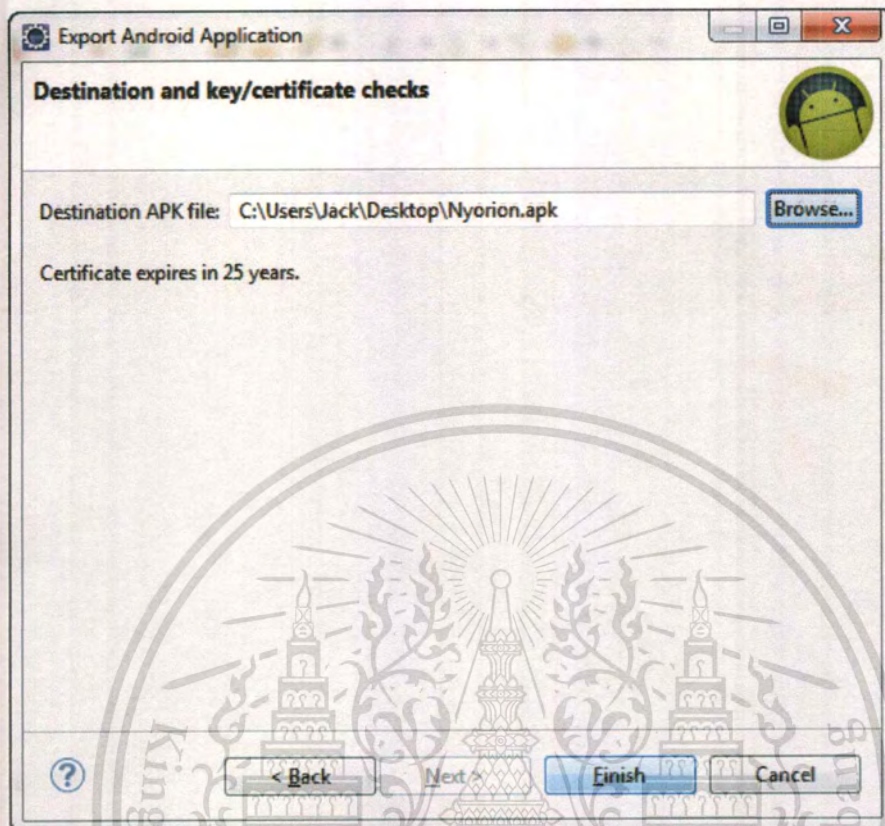 Export Android Application
Destination and key/certificate checks
Destination APK file: C:\Users\Jack\Desktop\Nyorion.apk Browse...
Certificate expires in 25 years.
King
? < Back Next > Finish Cancel